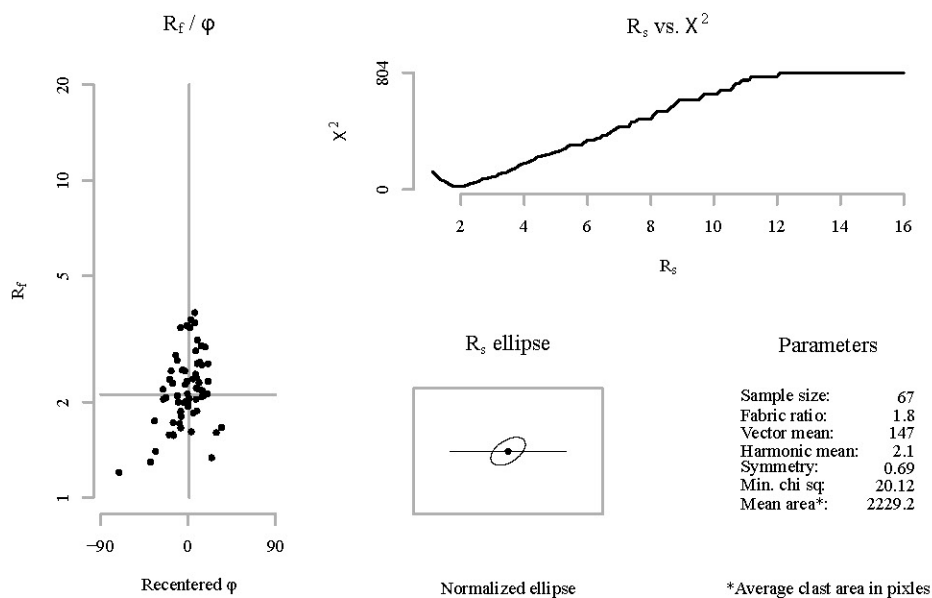 Rf / φ
20
10
5
2
1
Rf
−90 0 90
Recentered φ
Rs vs. X²
804
0
X²
2 4 6 8 10 12 14 16
Rs
Rs ellipse
Normalized ellipse
Parameters
Sample size: 67
Fabric ratio: 1.8
Vector mean: 147
Harmonic mean: 2.1
Symmetry: 0.69
Min. chi sq: 20.12
Mean area*: 2229.2
*Average clast area in pixles